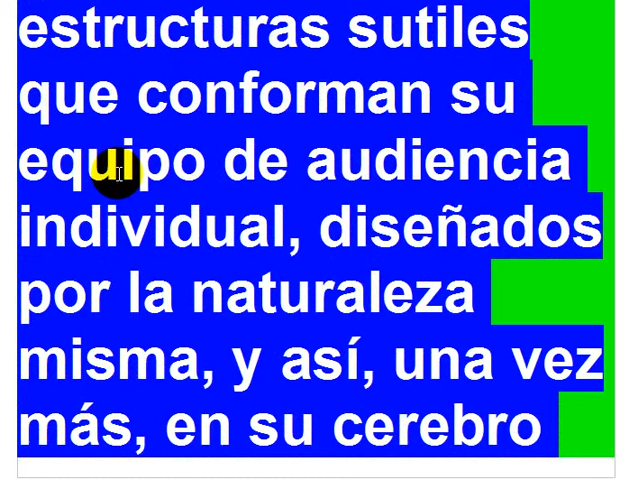 estructuras sutiles
que conforman su
equipo de audiencia
individual, diseñados
por la naturaleza
misma, y así, una vez
más, en su cerebro